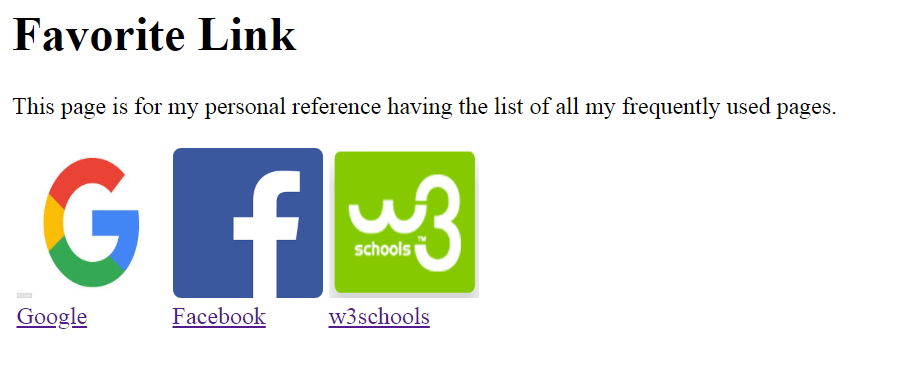 Favorite Link
This page is for my personal reference having the list of all my frequently used pages.
G f w3 schools ™
Google Facebook w3schools